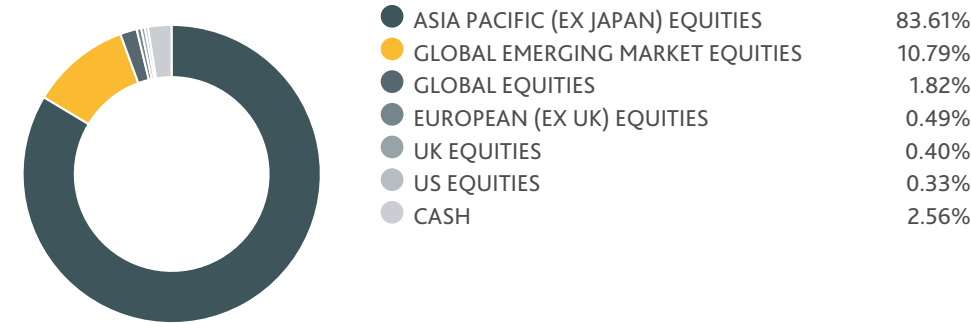 ASIA PACIFIC (EX JAPAN) EQUITIES 83.61%
GLOBAL EMERGING MARKET EQUITIES 10.79%
GLOBAL EQUITIES 1.82%
EUROPEAN (EX UK) EQUITIES 0.49%
UK EQUITIES 0.40%
US EQUITIES 0.33%
CASH 2.56%